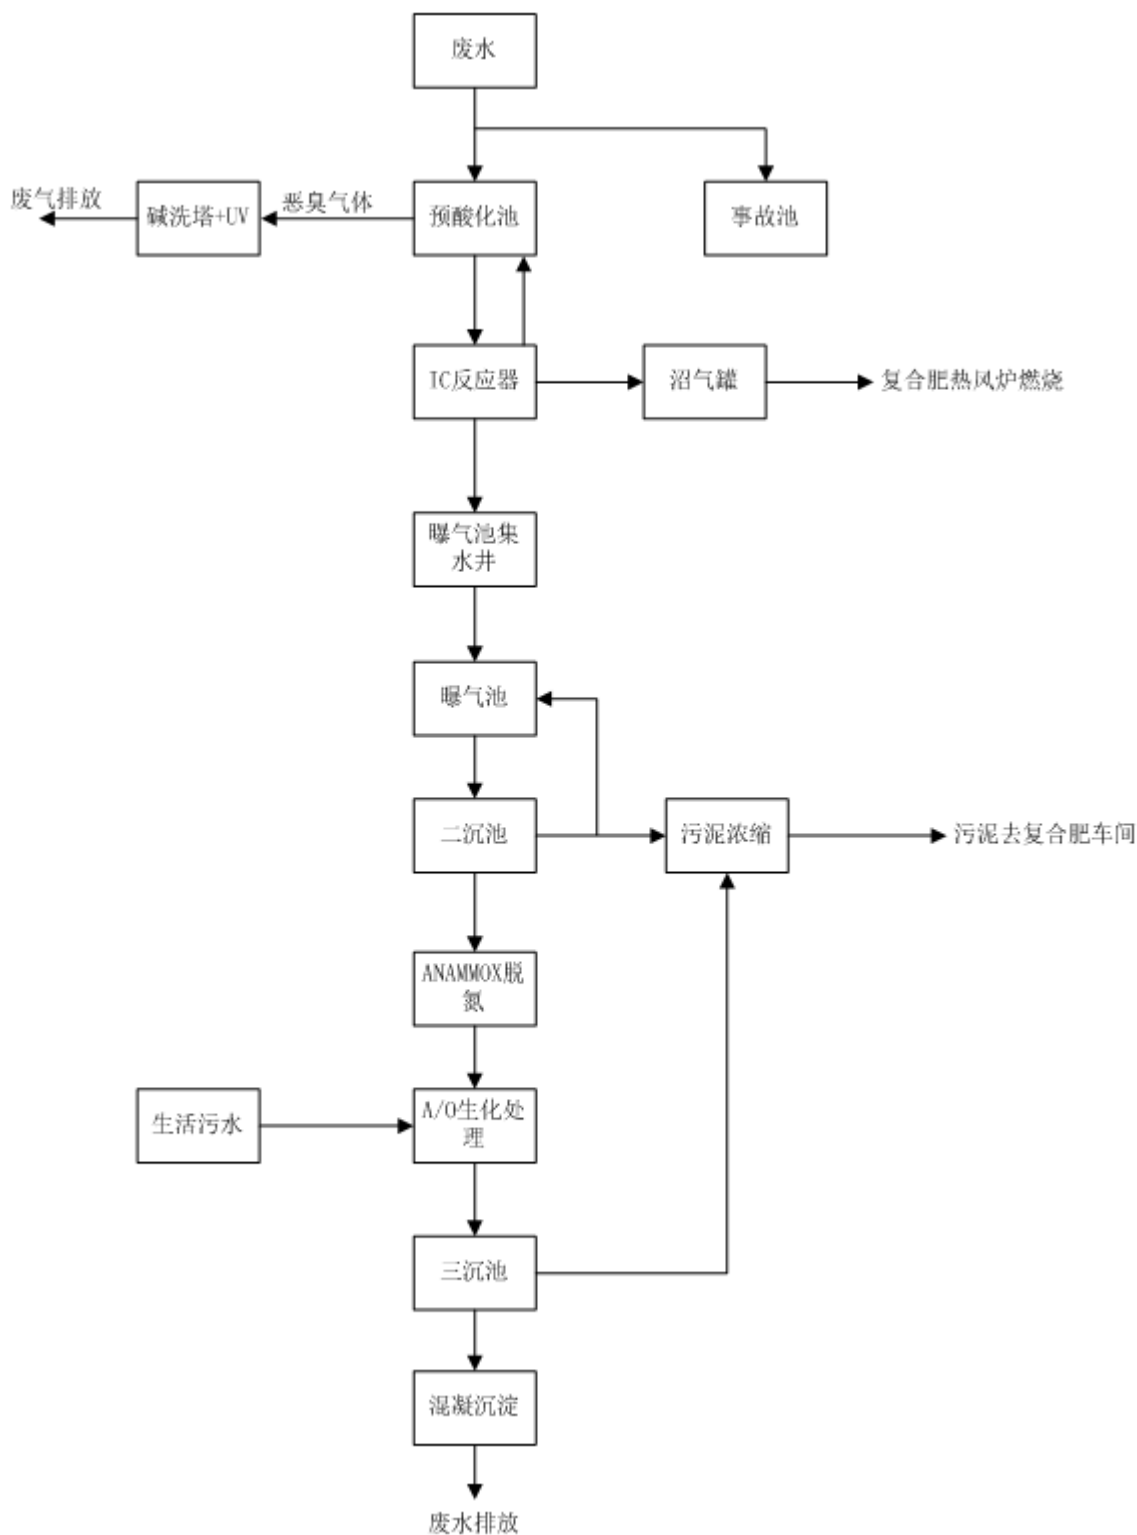 废水
废气排放
碱洗塔+UV
恶臭气体
预酸化池
事故池
IC反应器
沼气罐
复合肥热风炉燃烧
曝气池集
水井
曝气池
二沉池
污泥浓缩
污泥去复合肥车间
ANAMMOX脱
氮
生活污水
A/O生化处
理
三沉池
混凝沉淀
废水排放